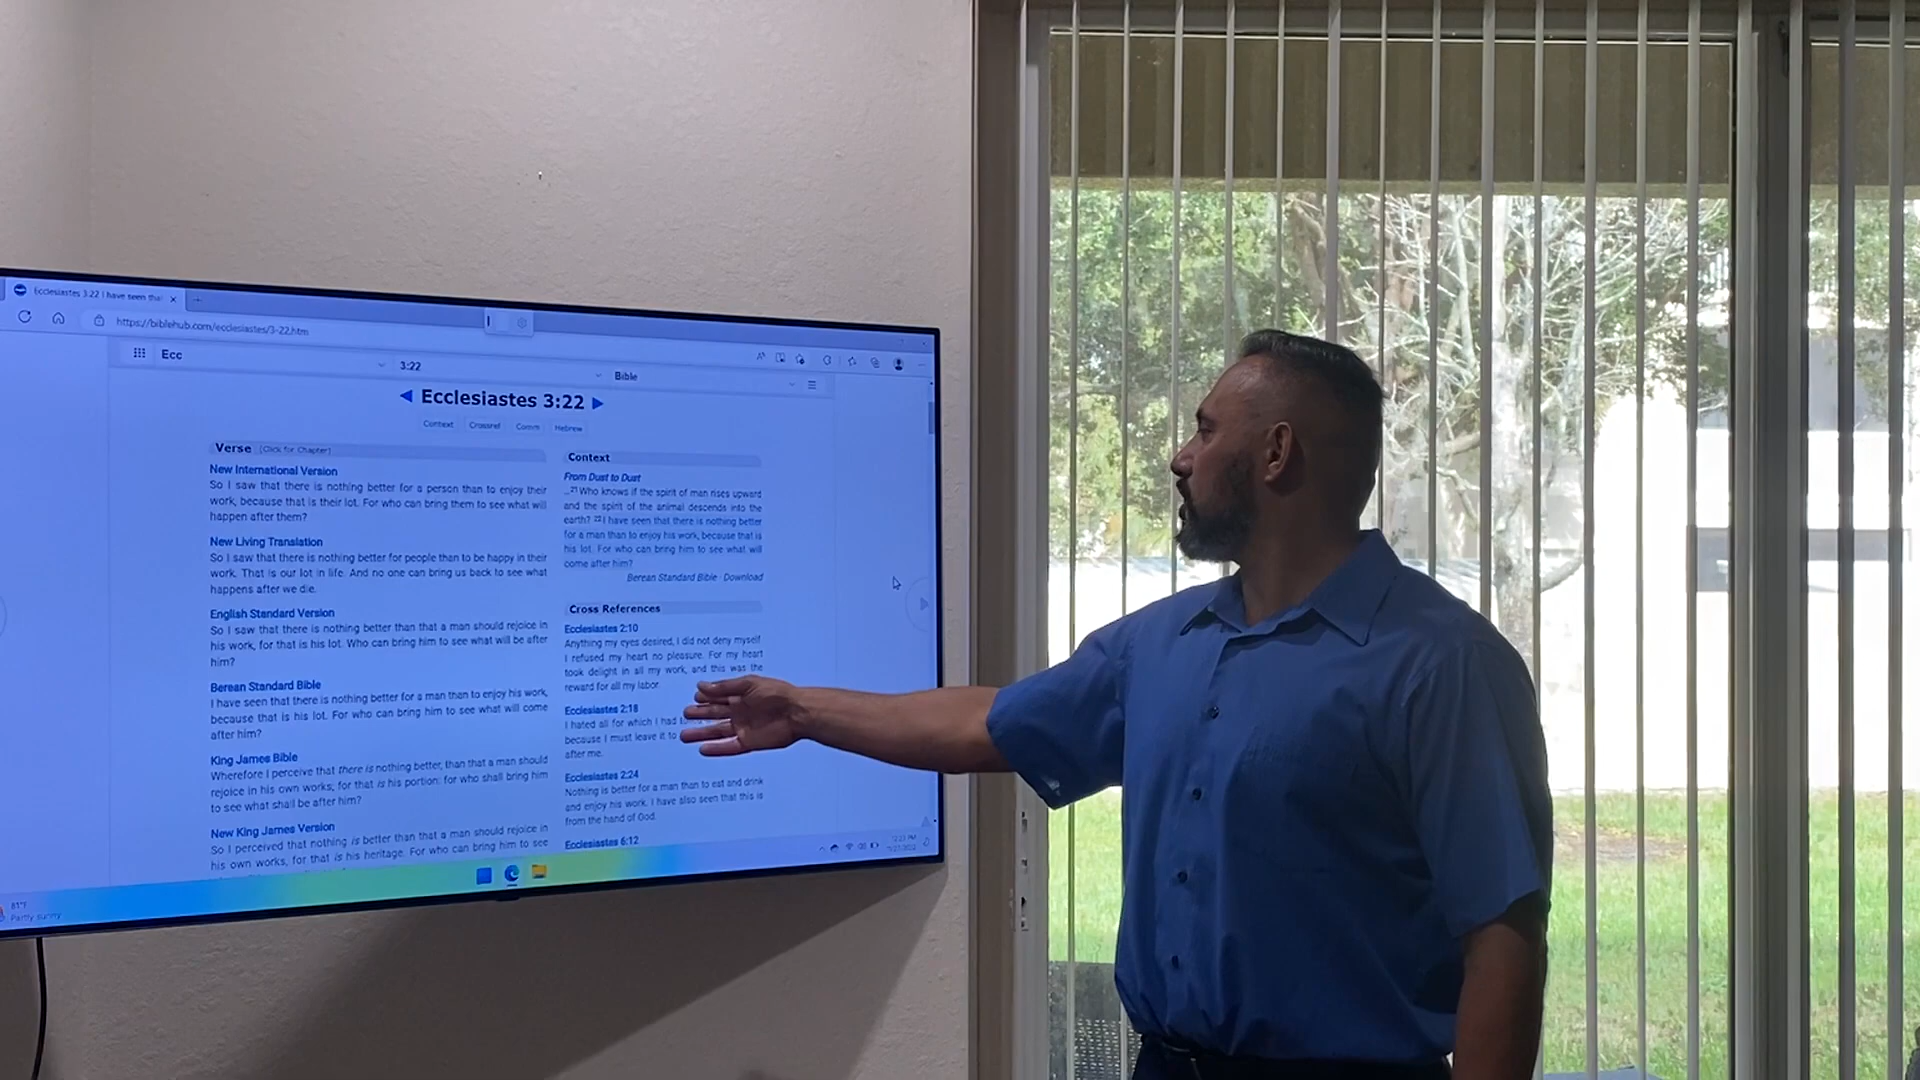 Ecclesiastes 3:22 I have seen that
https://biblehub.com/ecclesiastes/3-22.htm
Ecc
3:22
Bible
Ecclesiastes 3:22
Context Crossref Comm Hebrew
Verse [Click for Chapter]
New International Version
So I saw that there is nothing better for a person than to enjoy their
work, because that is their lot. For who can bring them to see what will
happen after them?
New Living Translation
So I saw that there is nothing better for people than to be happy in their
work. That is our lot in life. And no one can bring us back to see what
happens after we die.
English Standard Version
So I saw that there is nothing better than that a man should rejoice in
his work, for that is his lot. Who can bring him to see what will be after
him?
Berean Standard Bible
I have seen that there is nothing better for a man than to enjoy his work,
because that is his lot. For who can bring him to see what will come
after him?
King James Bible
Wherefore I perceive that there is nothing better, than that a man should
rejoice in his own works; for that is his portion: for who shall bring him
to see what shall be after him?
New King James Version
So I perceived that nothing is better than that a man should rejoice in
his own works, for that is his heritage. For who can bring him to see
Context
From Dust to Dust
…21 Who knows if the spirit of man rises upward
and the spirit of the animal descends into the
earth? 22 I have seen that there is nothing better
for a man than to enjoy his work, because that is
his lot. For who can bring him to see what will
come after him?
Berean Standard Bible · Download
Cross References
Ecclesiastes 2:10
Anything my eyes desired, I did not deny myself.
I refused my heart no pleasure. For my heart
took delight in all my work, and this was the
reward for all my labor.
Ecclesiastes 2:18
I hated all for which I had
because I must leave it to
after me.
Ecclesiastes 2:24
Nothing is better for a man than to eat and drink
and enjoy his work. I have also seen that this is
from the hand of God.
Ecclesiastes 6:12
81°F
Partly sunny